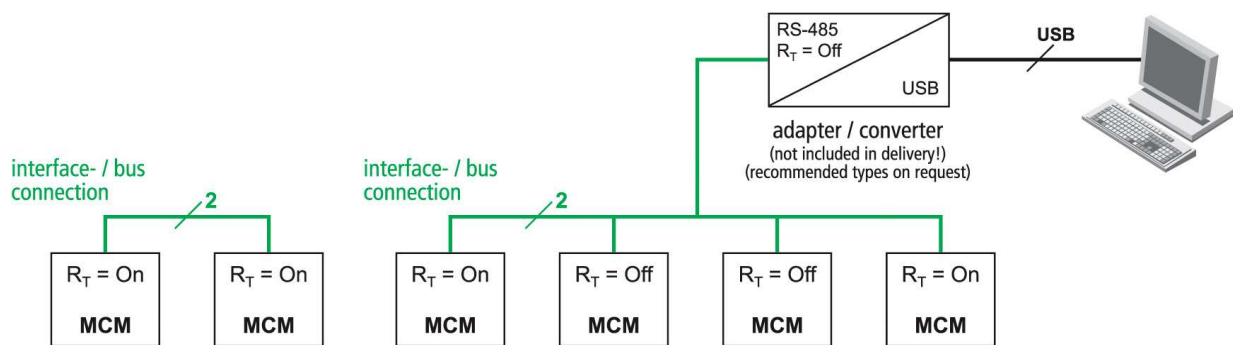 RS-485
R_T = Off
USB
USB
adapter / converter
(not included in delivery!)
(recommended types on request)
interface- / bus
connection
2
interface- / bus
connection
2
R_T = On
MCM
R_T = On
MCM
R_T = On
MCM
R_T = Off
MCM
R_T = Off
MCM
R_T = On
MCM